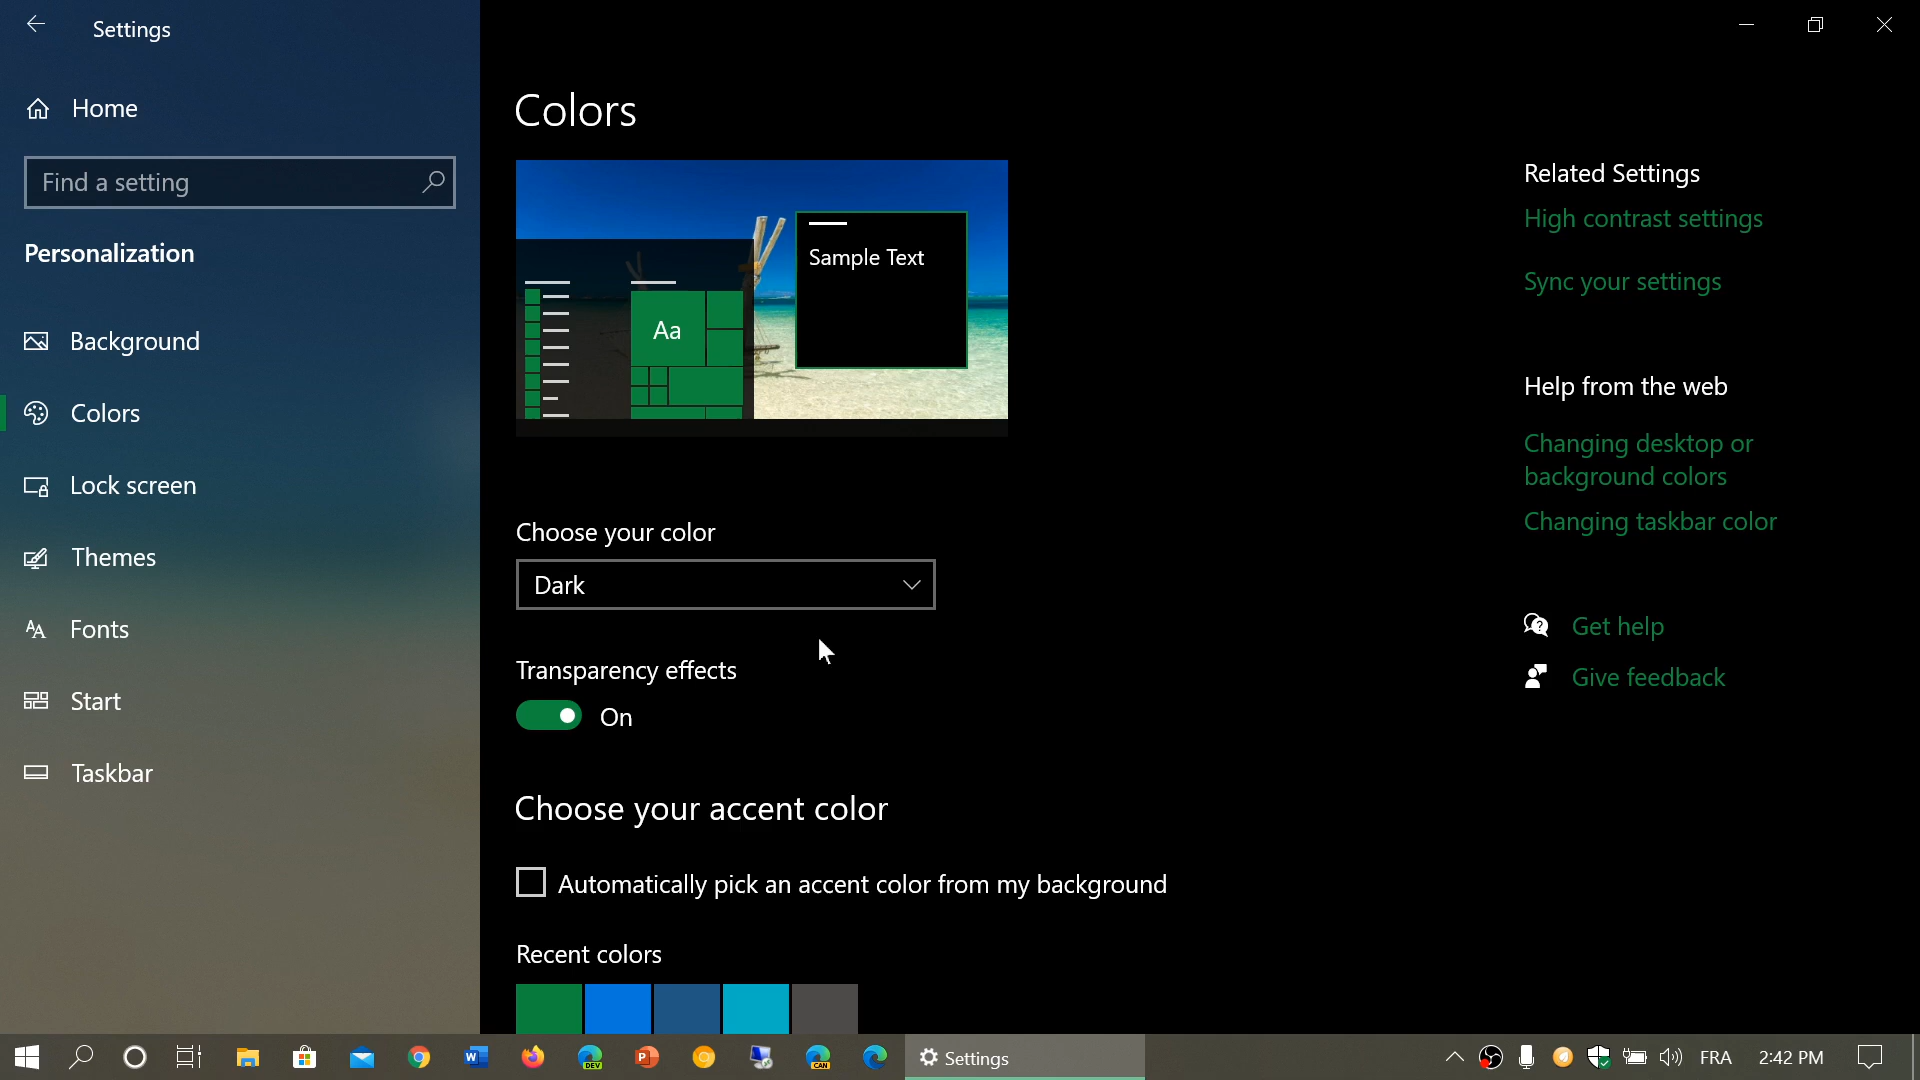 Settings
Home
Find a setting
Personalization
Background
Colors
Lock screen
Themes
Fonts
Start
Taskbar
Colors
Sample Text
Aa
Choose your color
Dark
Transparency effects
On
Choose your accent color
Automatically pick an accent color from my background
Recent colors
Related Settings
High contrast settings
Sync your settings
Help from the web
Changing desktop or
background colors
Changing taskbar color
Get help
Give feedback
DEV
CAN
Settings
FRA
2:42 PM